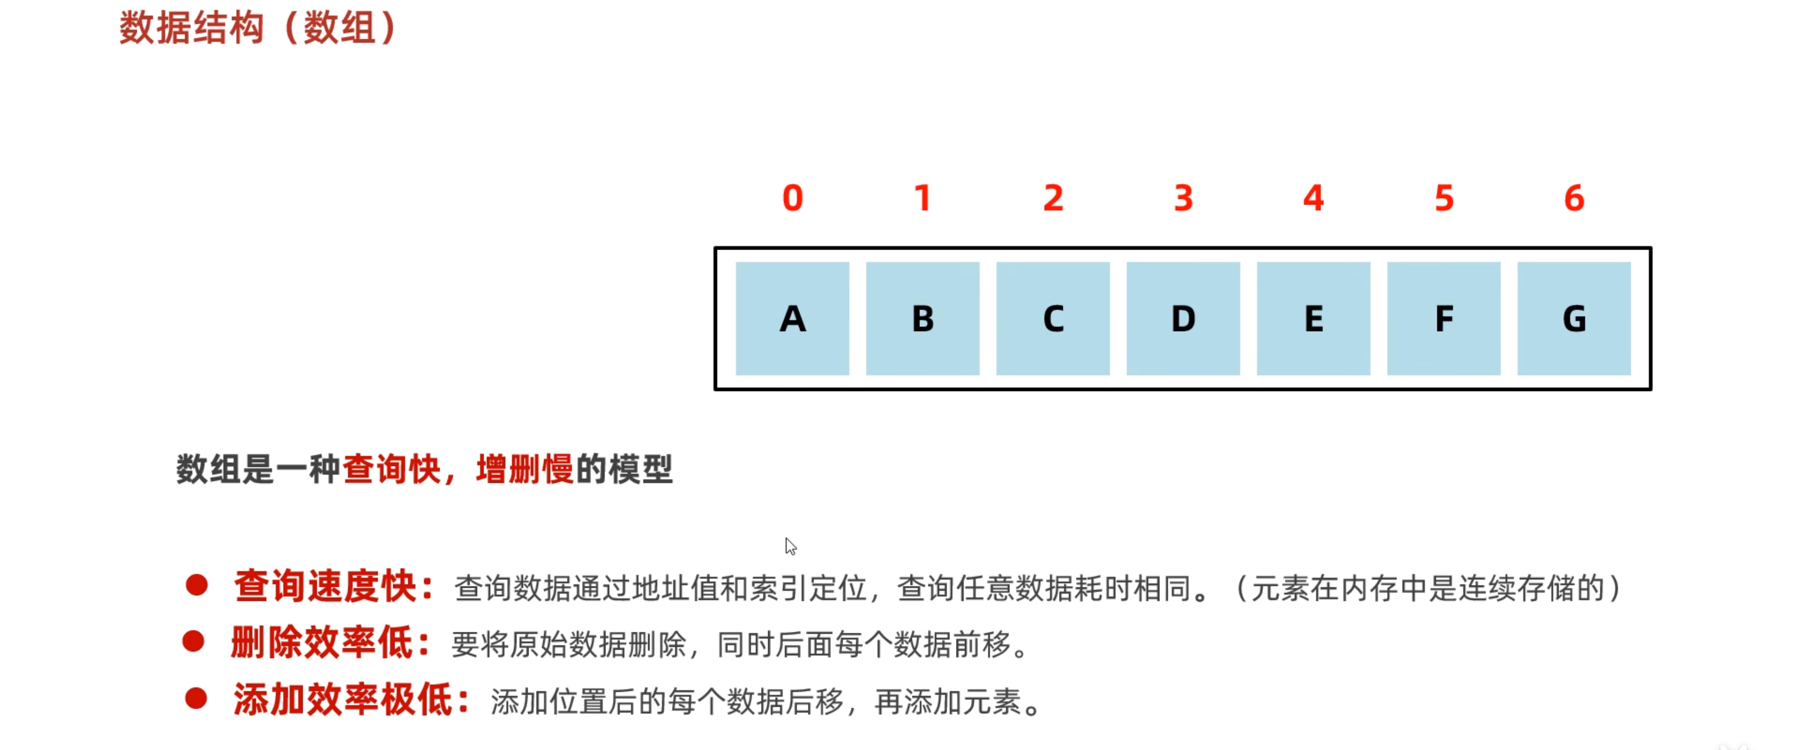 数据结构（数组）
0 1 2 3 4 5 6
A B C D E F G
数组是一种查询快，增删慢的模型
● 查询速度快：查询数据通过地址值和索引定位，查询任意数据耗时相同。（元素在内存中是连续存储的）
● 删除效率低：要将原始数据删除，同时后面每个数据前移。
● 添加效率极低：添加位置后的每个数据后移，再添加元素。